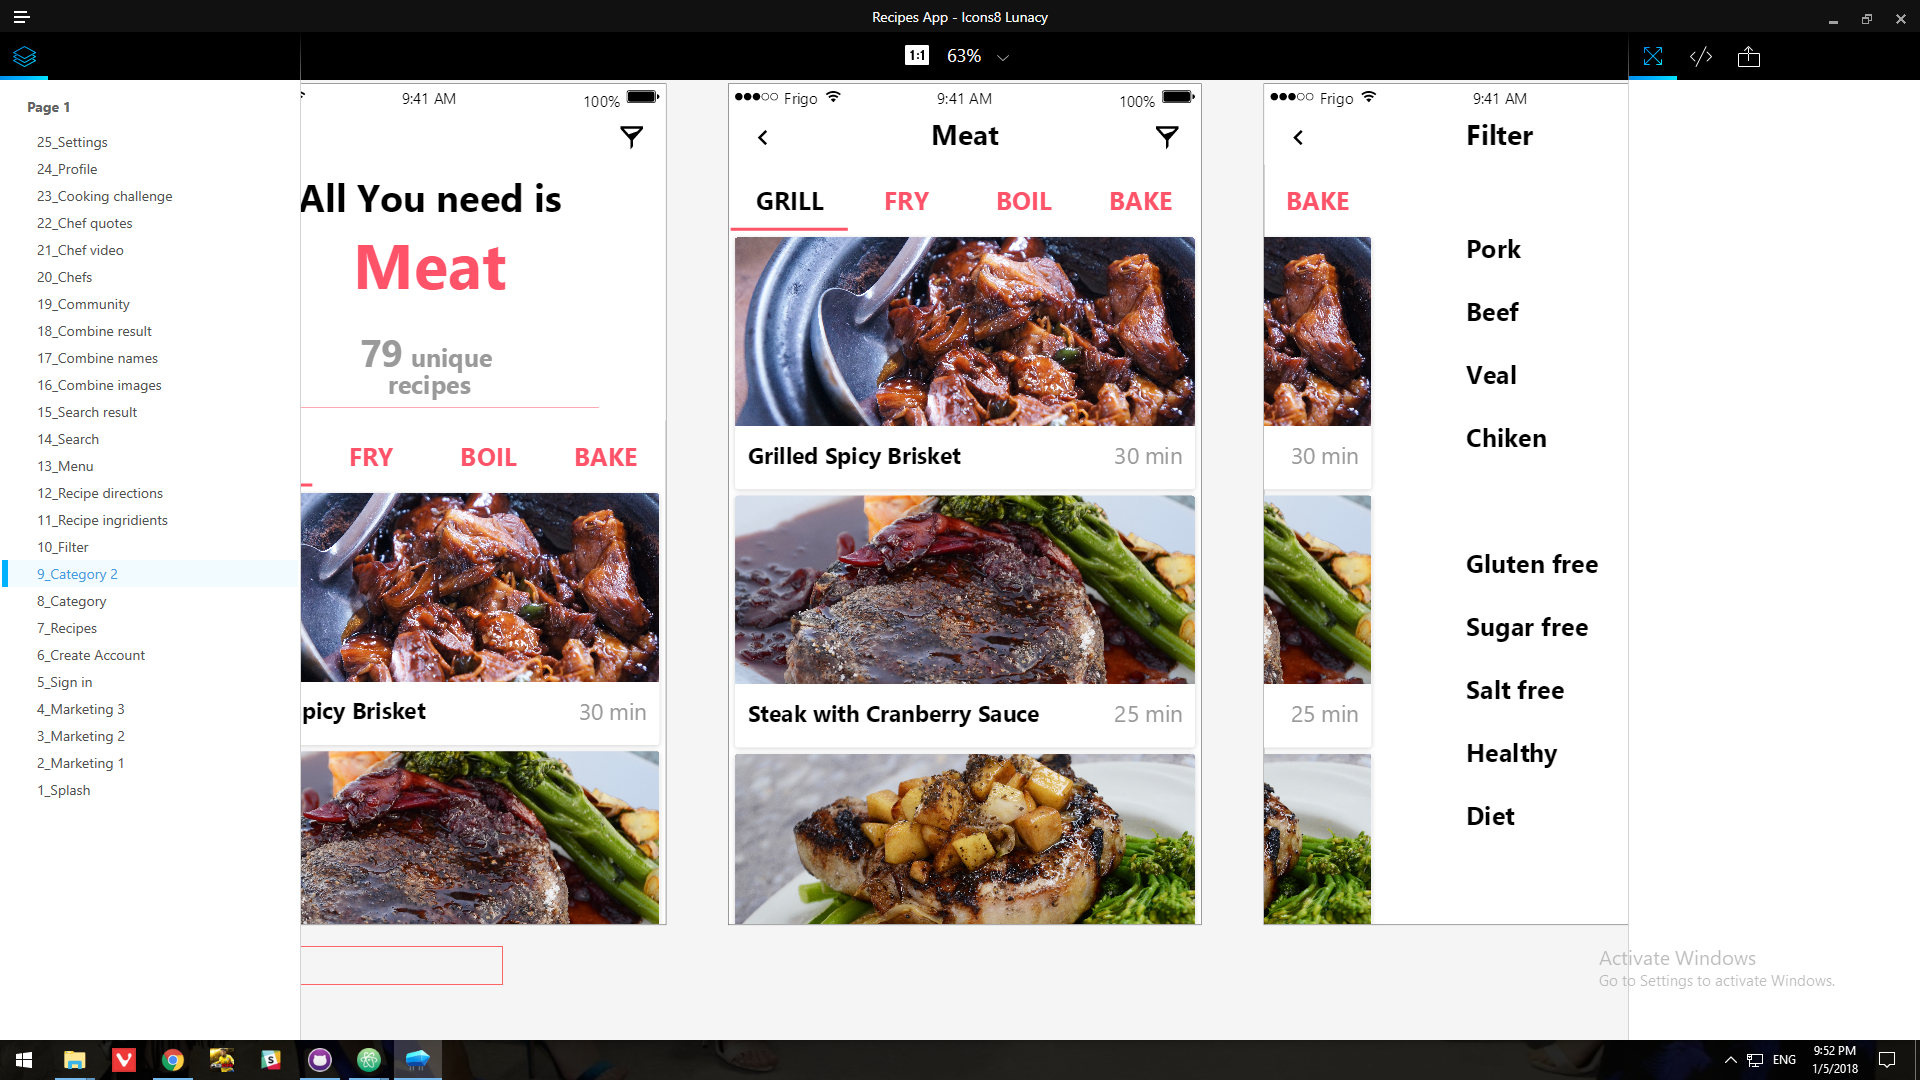 Recipes App - Icons8 Lunacy
1:1 63%
Page 1
25_Settings
24_Profile
23_Cooking challenge
22_Chef quotes
21_Chef video
20_Chefs
19_Community
18_Combine result
17_Combine names
16_Combine images
15_Search result
14_Search
13_Menu
12_Recipe directions
11_Recipe ingridients
10_Filter
9_Category 2
8_Category
7_Recipes
6_Create Account
5_Sign in
4_Marketing 3
3_Marketing 2
2_Marketing 1
1_Splash
9:41 AM 100%
All You need is
Meat
79 unique
recipes
FRY BOIL BAKE
picy Brisket 30 min
Frigo 9:41 AM 100%
Meat
GRILL FRY BOIL BAKE
Grilled Spicy Brisket 30 min
Steak with Cranberry Sauce 25 min
Frigo 9:41 AM
Filter
BAKE
30 min
25 min
Pork
Beef
Veal
Chiken
Gluten free
Sugar free
Salt free
Healthy
Diet
Activate Windows
Go to Settings to activate Windows.
ENG
9:52 PM
1/5/2018